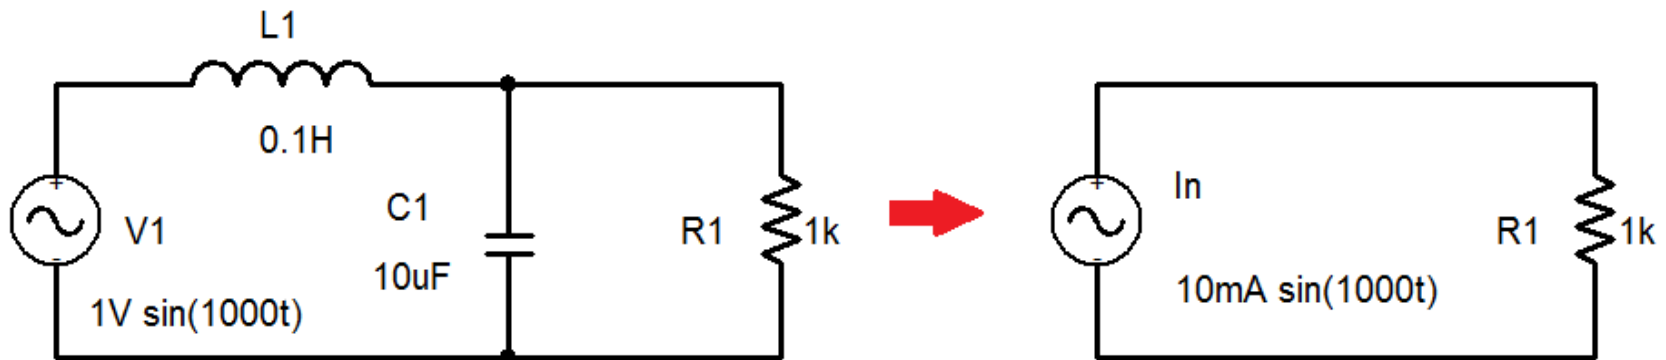 L1
0.1H
+
V1
-
1V sin(1000t)
C1
10uF
R1
1k
+
In
-
10mA sin(1000t)
R1
1k